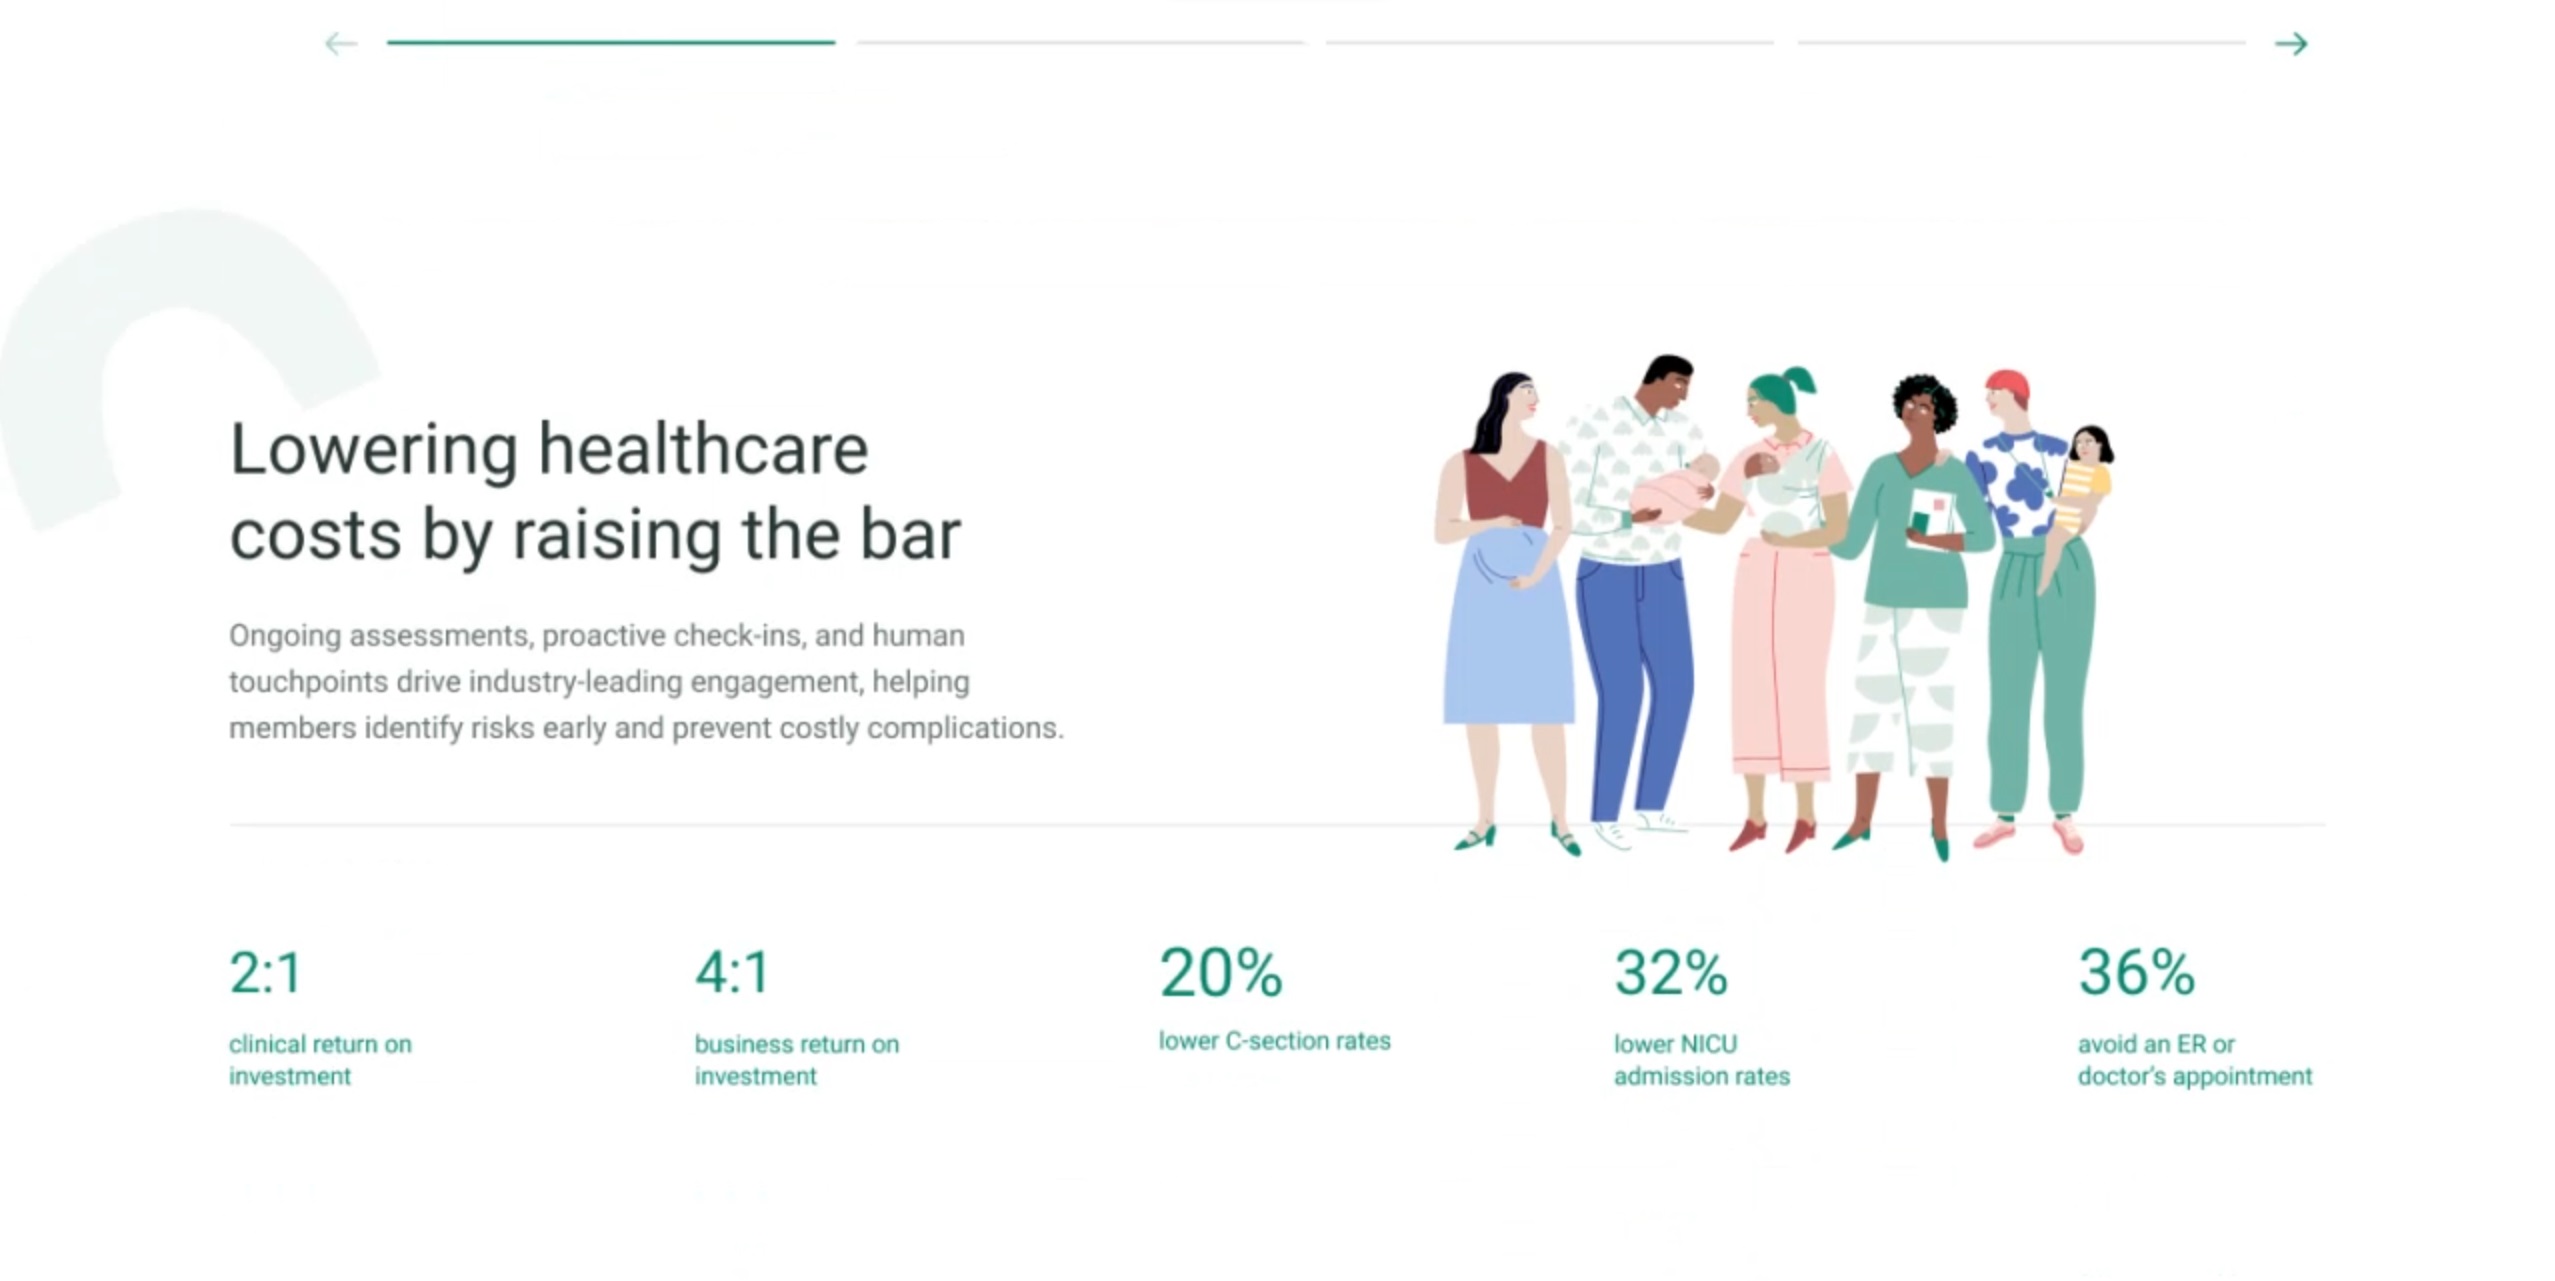 Lowering healthcare
costs by raising the bar
Ongoing assessments, proactive check-ins, and human
touchpoints drive industry-leading engagement, helping
members identify risks early and prevent costly complications.
2:1
clinical return on
investment
4:1
business return on
investment
20%
lower C-section rates
32%
lower NICU
admission rates
36%
avoid an ER or
doctor's appointment